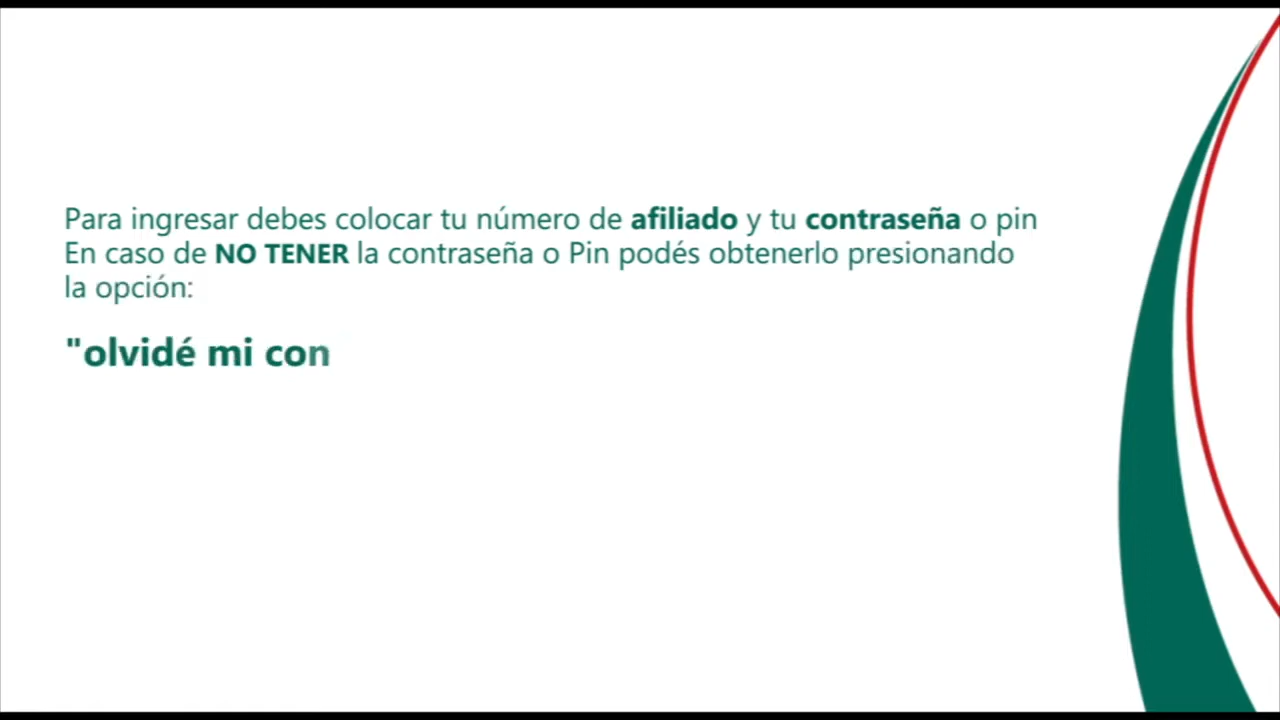 Para ingresar debes colocar tu número de afiliado y tu contraseña o pin
En caso de NO TENER la contraseña o Pin podés obtenerlo presionando
la opción:
"olvidé mi con